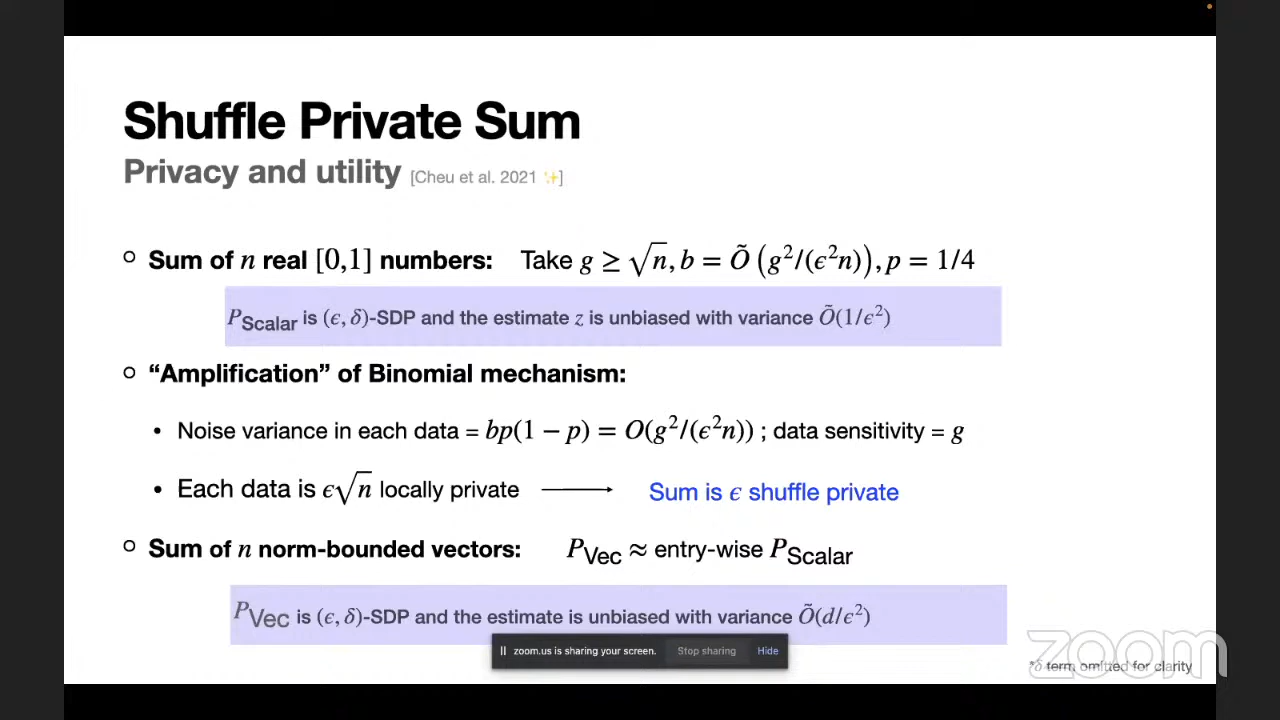 Shuffle Private Sum
Privacy and utility [Cheu et al. 2021 ✨]
Sum of n real [0,1] numbers: Take g ≥ √n, b = Õ (g²/(ϵ²n)), p = 1/4
P_Scalar is (ϵ, δ)-SDP and the estimate z is unbiased with variance Õ(1/ϵ²)
“Amplification” of Binomial mechanism:
• Noise variance in each data = bp(1 − p) = O(g²/(ϵ²n)) ; data sensitivity = g
• Each data is ϵ√n locally private ⟶ Sum is ϵ shuffle private
Sum of n norm-bounded vectors: P_Vec ≈ entry-wise P_Scalar
P_Vec is (ϵ, δ)-SDP and the estimate is unbiased with variance Õ(d/ϵ²)
zoom.us is sharing your screen. Stop sharing Hide
*δ term omitted for clarity
zoom